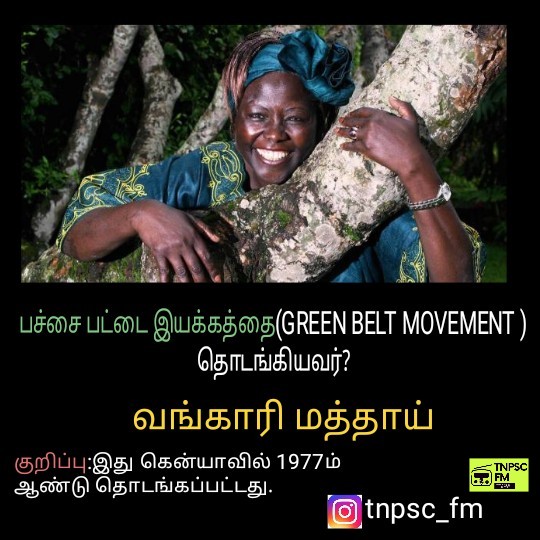 பச்சை பட்டை இயக்கத்தை(GREEN BELT MOVEMENT )
தொடங்கியவர்?
வங்காரி மத்தாய்
குறிப்பு:இது கென்யாவில் 1977ம்
ஆண்டு தொடங்கப்பட்டது.
TNPSC
FM
tnpsc_fm